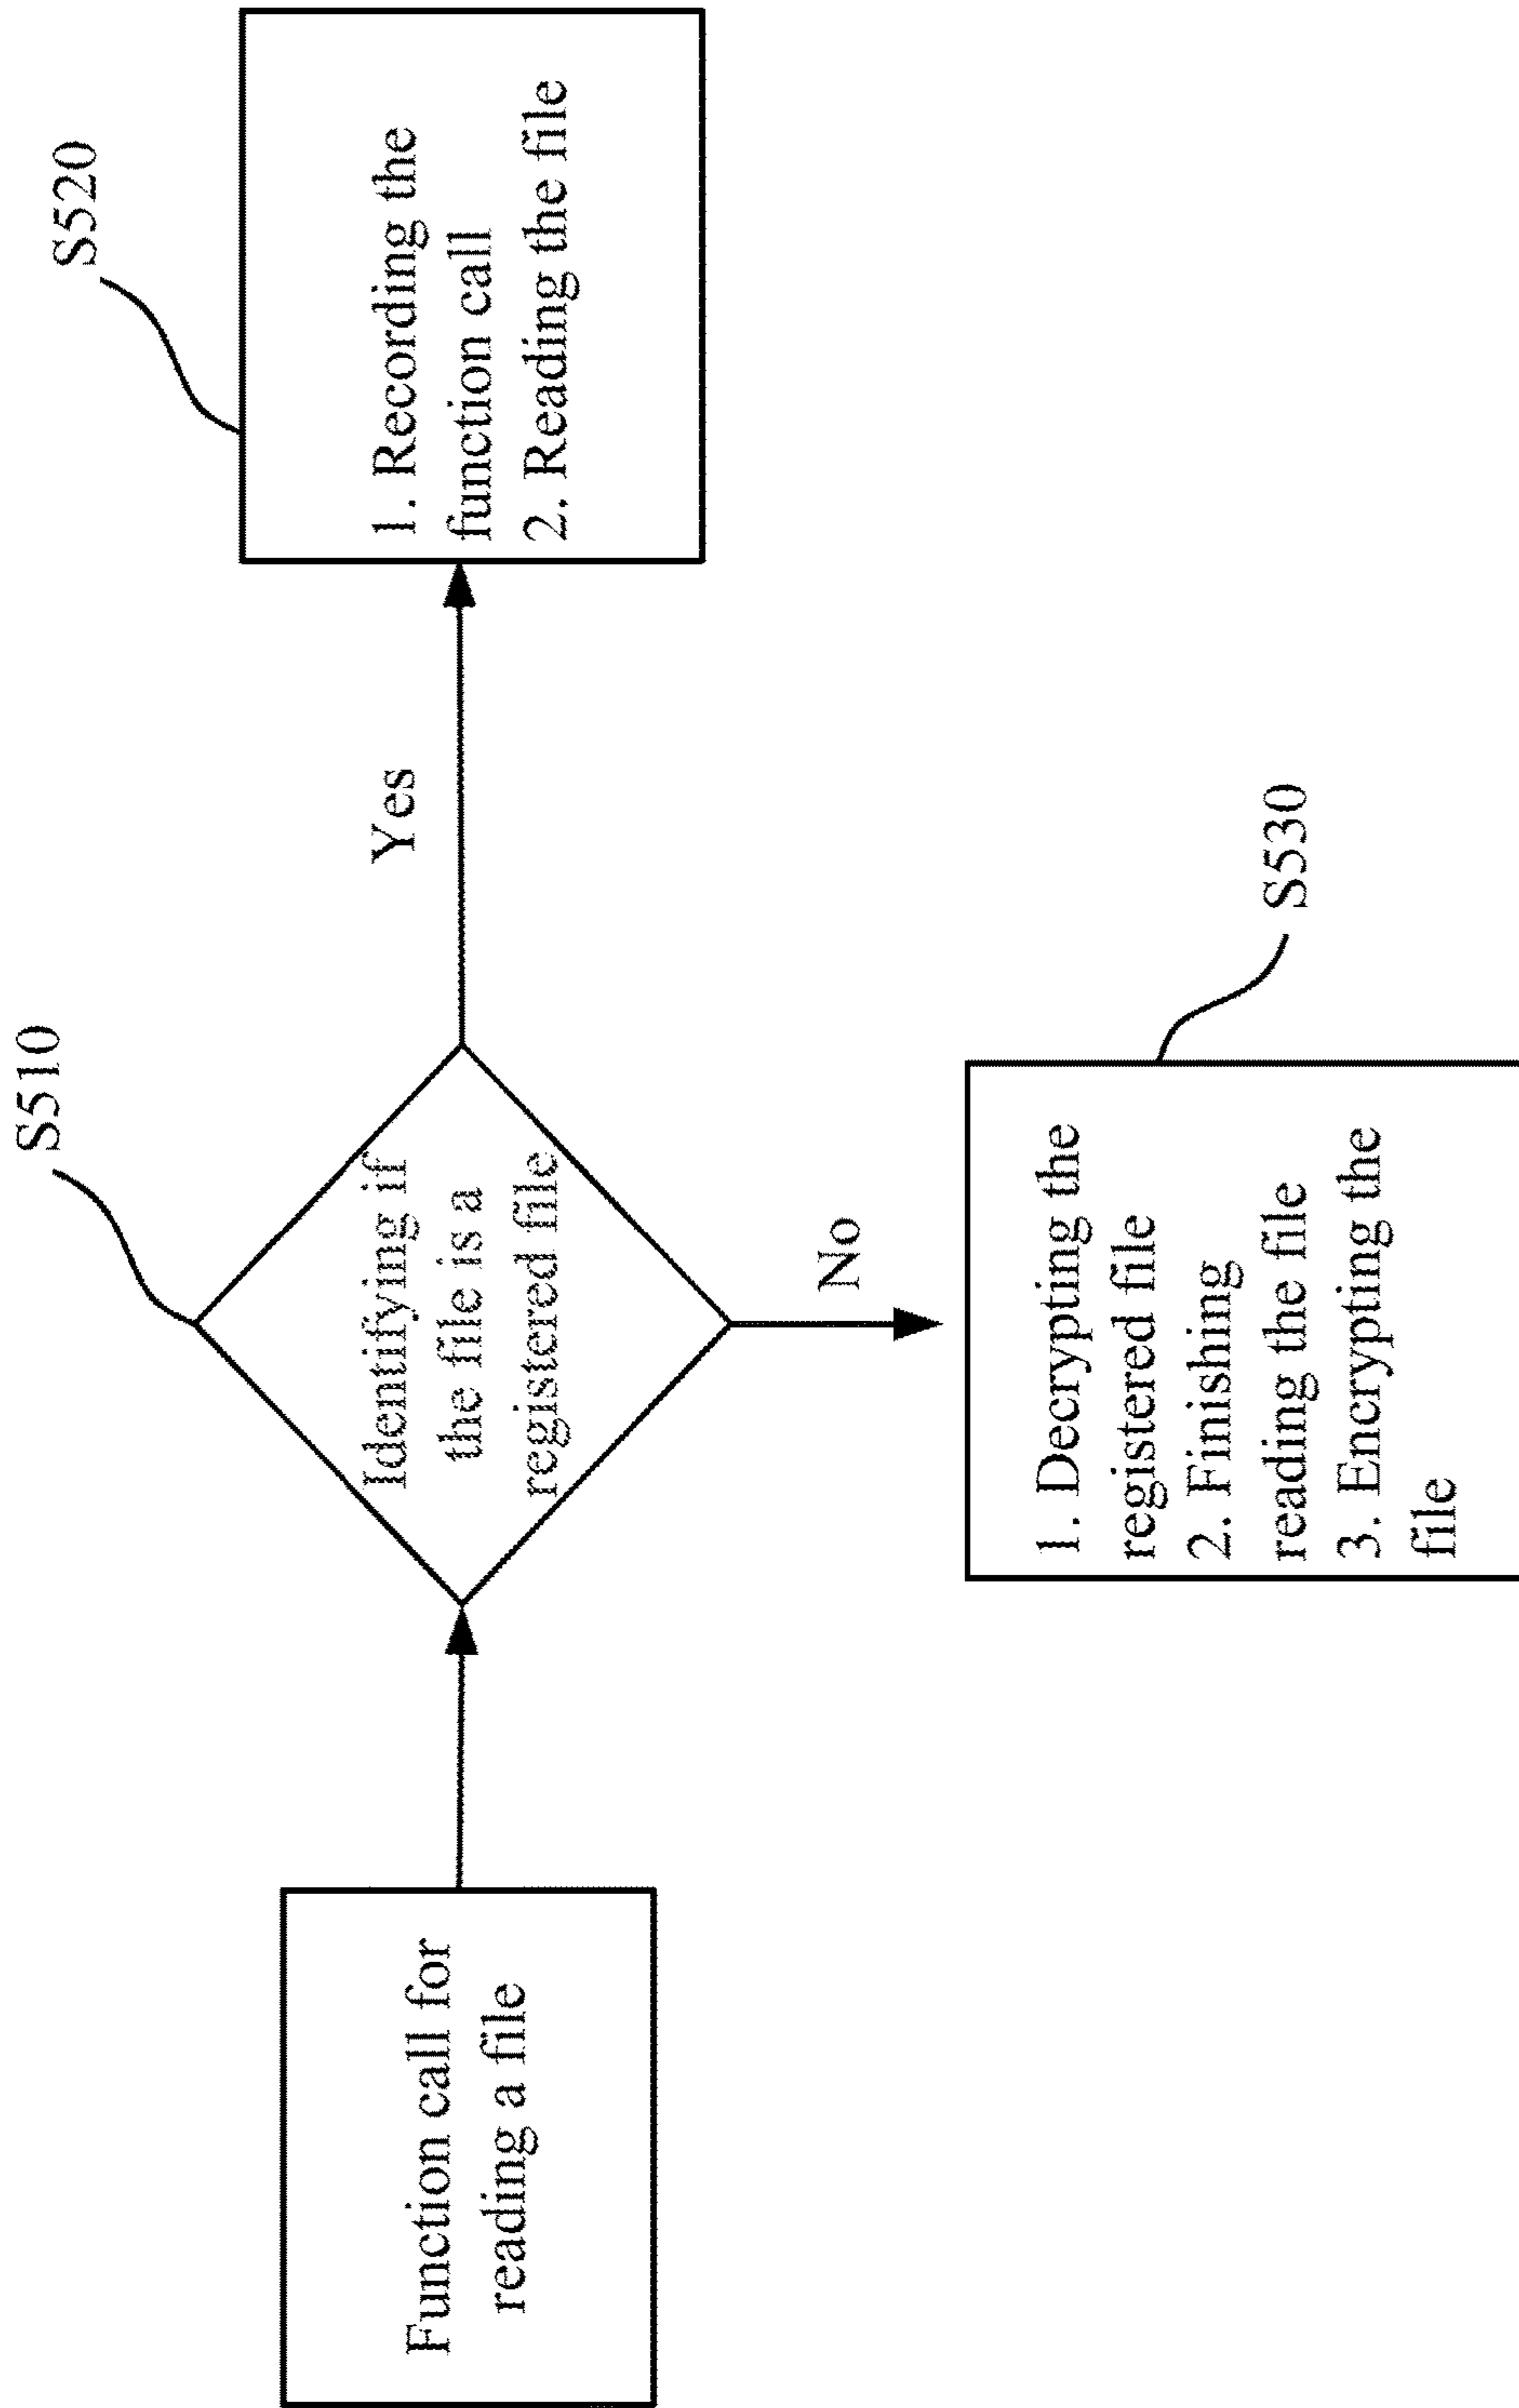 Function call for
reading a file
S510
Identifying if
the file is a
registered file
Yes
S520
1. Recording the
function call
2. Reading the file
No
S530
1. Decrypting the
registered file
2. Finishing
reading the file
3. Encrypting the
file